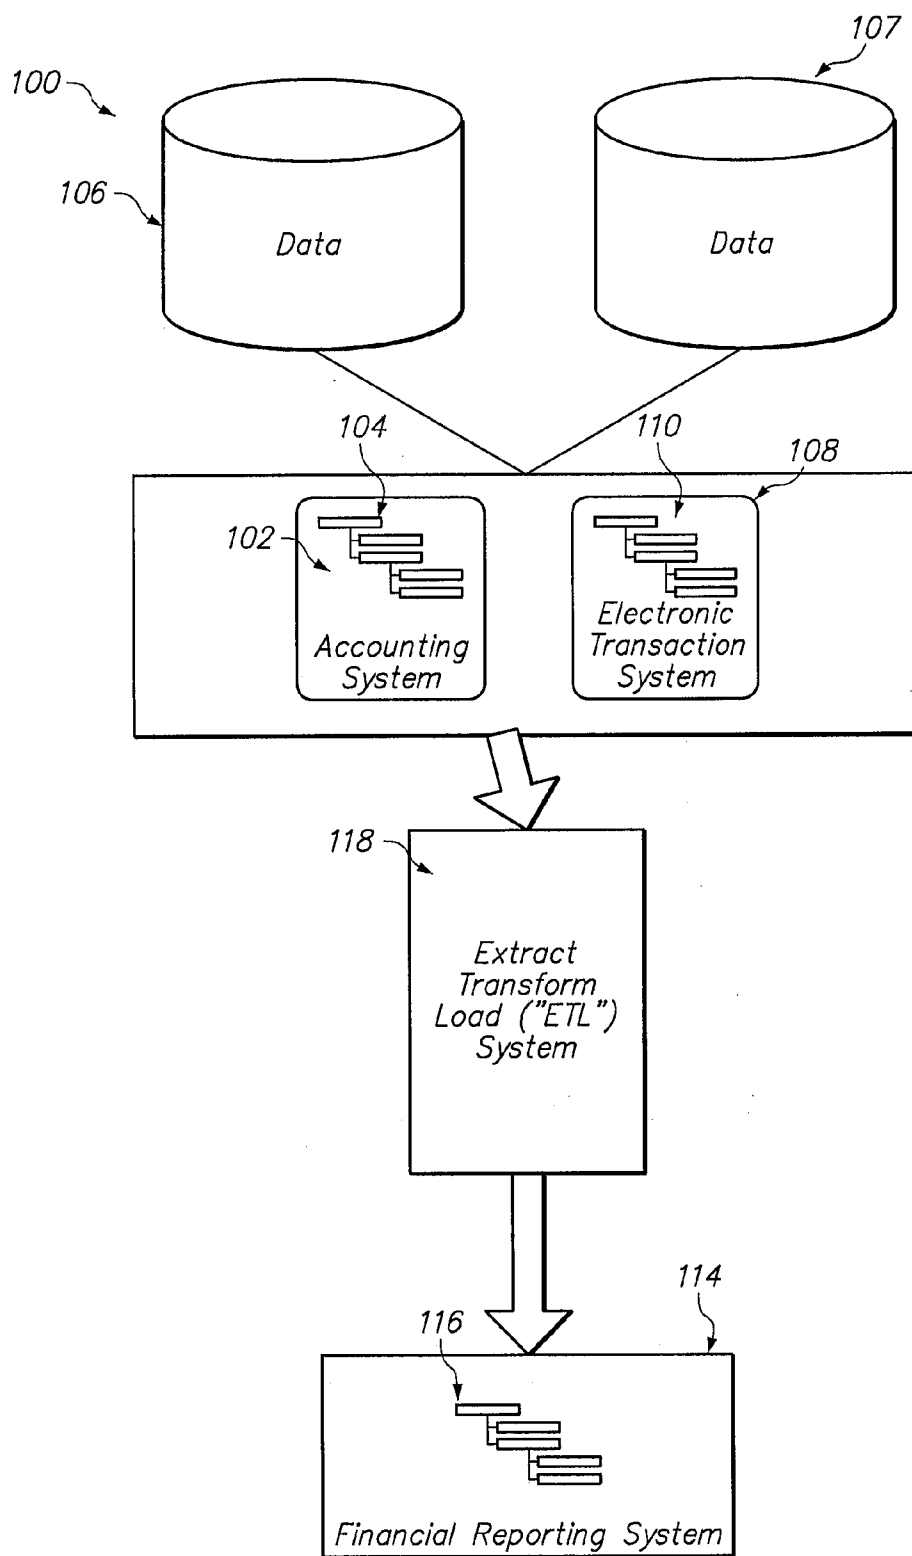 107
100
106
Data
Data
104
110
108
102
Accounting
System
Electronic
Transaction
System
118
Extract
Transform
Load ("ETL")
System
114
116
Financial Reporting System